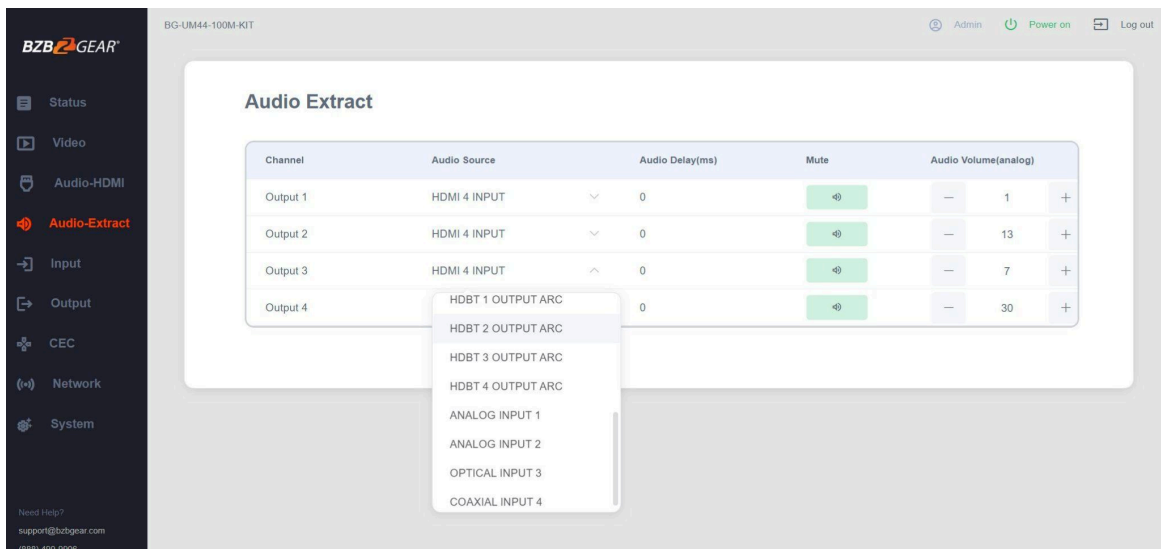 BG-UM44-100M-KIT
Admin
Power on
Log out
BZBGEAR®
Status
Video
Audio-HDMI
Audio-Extract
Input
Output
CEC
Network
System
Need Help?
support@bzbgear.com
(888) 499-9906
Audio Extract
Channel Audio Source Audio Delay(ms) Mute Audio Volume(analog)
Output 1 HDMI 4 INPUT 0 — 1 +
Output 2 HDMI 4 INPUT 0 — 13 +
Output 3 HDMI 4 INPUT 0 — 7 +
Output 4 0 — 30 +
HDBT 1 OUTPUT ARC
HDBT 2 OUTPUT ARC
HDBT 3 OUTPUT ARC
HDBT 4 OUTPUT ARC
ANALOG INPUT 1
ANALOG INPUT 2
OPTICAL INPUT 3
COAXIAL INPUT 4